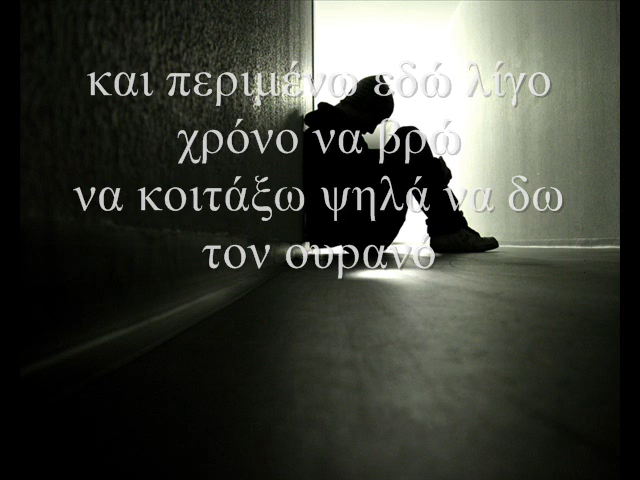 και περιμένω εδώ λίγο
χρόνο να βρώ
να κοιτάξω ψηλά να δω
τον ουρανό